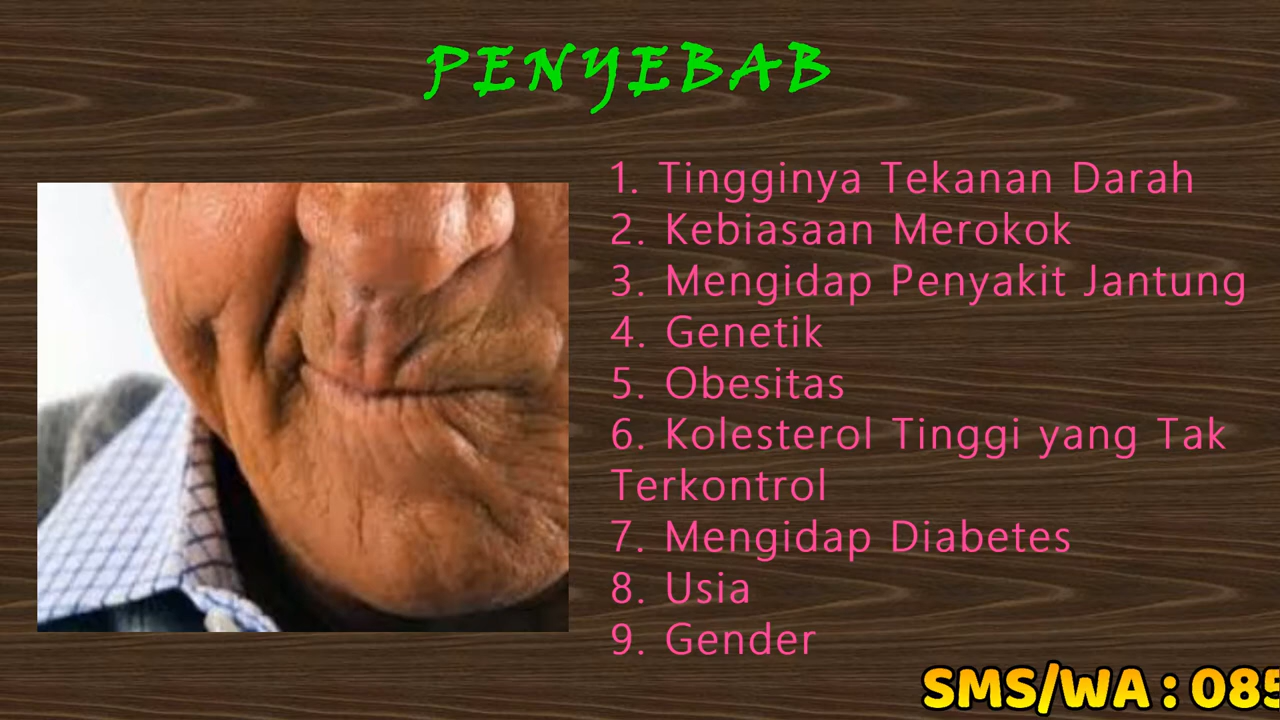 PENYEBAB
1. Tingginya Tekanan Darah
2. Kebiasaan Merokok
3. Mengidap Penyakit Jantung
4. Genetik
5. Obesitas
6. Kolesterol Tinggi yang Tak
Terkontrol
7. Mengidap Diabetes
8. Usia
9. Gender
SMS/WA : 085